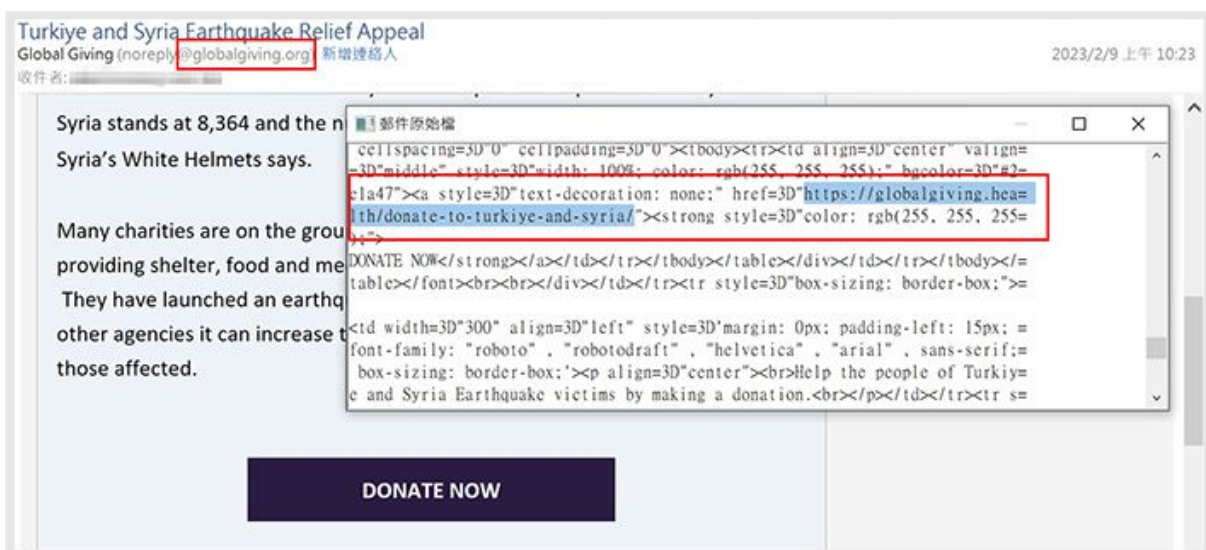 Turkiye and Syria Earthquake Relief Appeal
Global Giving (noreply@globalgiving.org) 新增連絡人
2023/2/9 上午 10:23
收件者:
Syria stands at 8,364 and the n
Syria's White Helmets says.
Many charities are on the grou
providing shelter, food and me
They have launched an earthq
other agencies it can increase t
those affected.
DONATE NOW
郵件原始檔
cellspacing=3D"0" cellpadding=3D"0"><tbody><tr><td align=3D"center" valign=
=3D"middle" style=3D"width: 100%; color: rgb(255, 255, 255);" bgcolor=3D"#2=
c1a47"><a style=3D"text-decoration: none;" href=3D"https://globalgiving.hea=
lth/donate-to-turkiye-and-syria/"><strong style=3D"color: rgb(255, 255, 255=
);">
DONATE NOW</strong></a></td></tr></tbody></table></div></td></tr></tbody></=
table></font><br><br></div></td></tr><tr style=3D"box-sizing: border-box;">=
<td width=3D"300" align=3D"left" style=3D'margin: 0px; padding-left: 15px; =
font-family: "roboto" , "robotodraft" , "helvetica" , "arial" , sans-serif;=
box-sizing: border-box;'><p align=3D"center"><br>Help the people of Turkiy=
e and Syria Earthquake victims by making a donation.<br></p></td></tr><tr s=